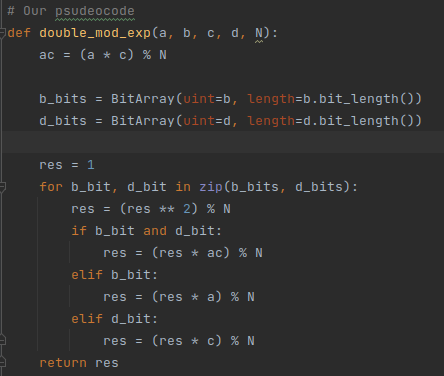 # Our psudeocode
def double_mod_exp(a, b, c, d, N):
    ac = (a * c) % N
    b_bits = BitArray(uint=b, length=b.bit_length())
    d_bits = BitArray(uint=d, length=d.bit_length())
    res = 1
    for b_bit, d_bit in zip(b_bits, d_bits):
        res = (res ** 2) % N
        if b_bit and d_bit:
            res = (res * ac) % N
        elif b_bit:
            res = (res * a) % N
        elif d_bit:
            res = (res * c) % N
    return res